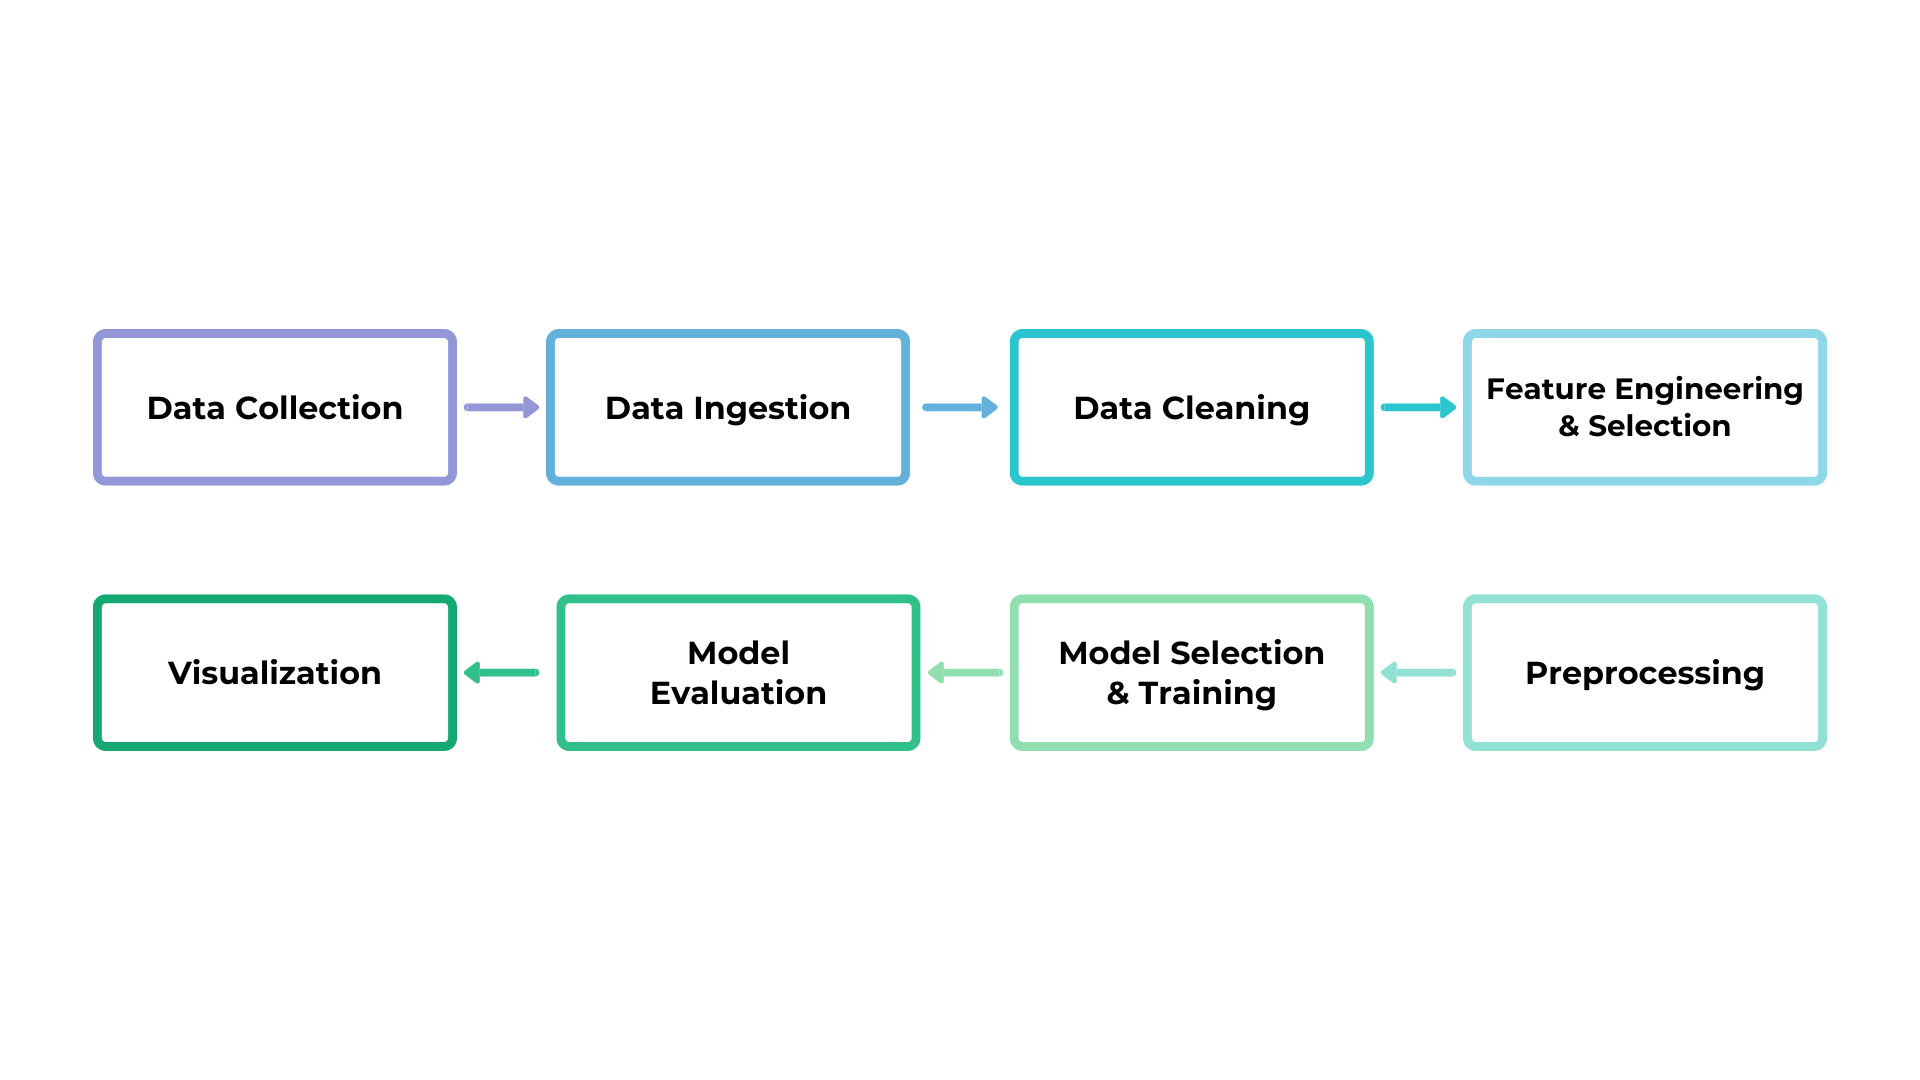 Data Collection
Data Ingestion
Data Cleaning
Feature Engineering
& Selection
Visualization
Model
Evaluation
Model Selection
& Training
Preprocessing